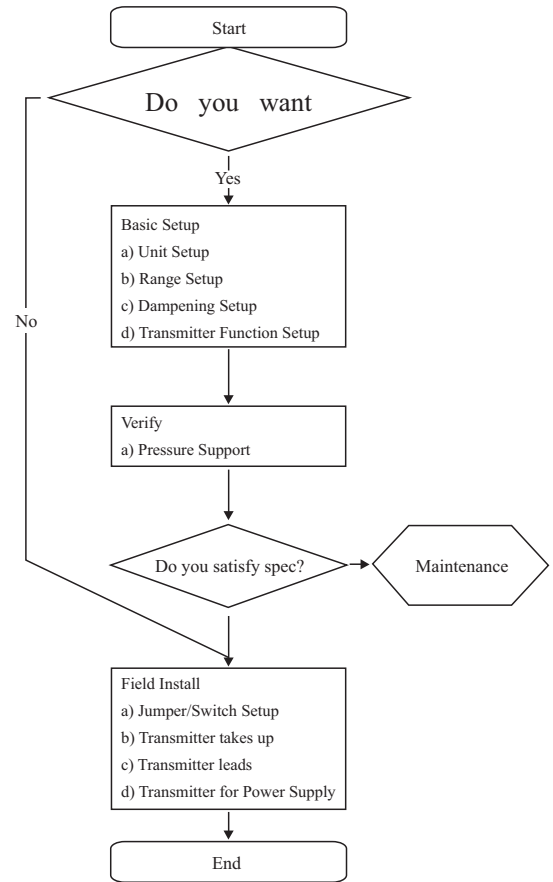 Start
Do you want
Yes
Basic Setup
a) Unit Setup
b) Range Setup
c) Dampening Setup
d) Transmitter Function Setup
No
Verify
a) Pressure Support
Do you satisfy spec?
Maintenance
Field Install
a) Jumper/Switch Setup
b) Transmitter takes up
c) Transmitter leads
d) Transmitter for Power Supply
End